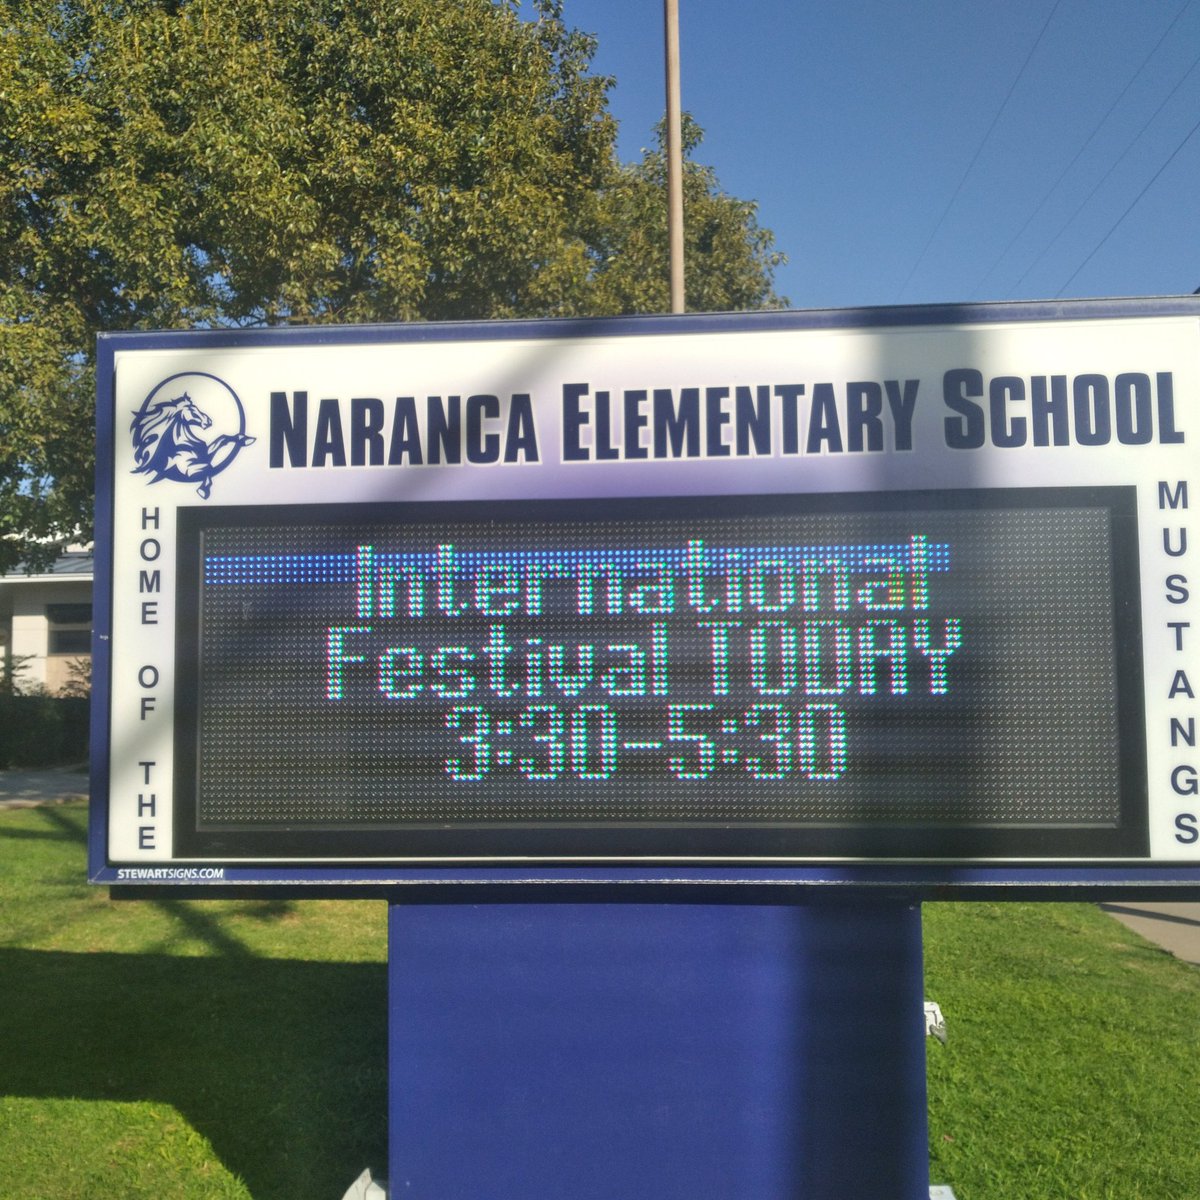 NARANCA ELEMENTARY SCHOOL
HOME OF THE
International
Festival TODAY
3:30-5:30
MUSTANGS
STEWARTSIGNS.COM